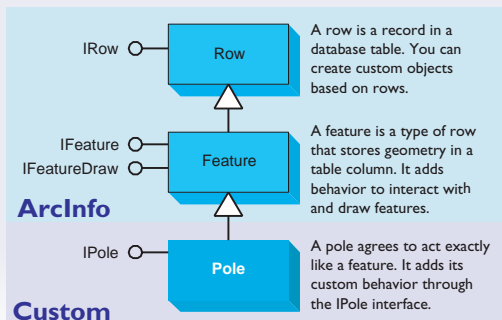 IRow
Row
A row is a record in a
database table. You can
create custom objects
based on rows.
IFeature
IFeatureDraw
Feature
A feature is a type of row
that stores geometry in a
table column. It adds
behavior to interact with
and draw features.
ArcInfo
IPole
Pole
A pole agrees to act exactly
like a feature. It adds its
custom behavior through
the IPole interface.
Custom